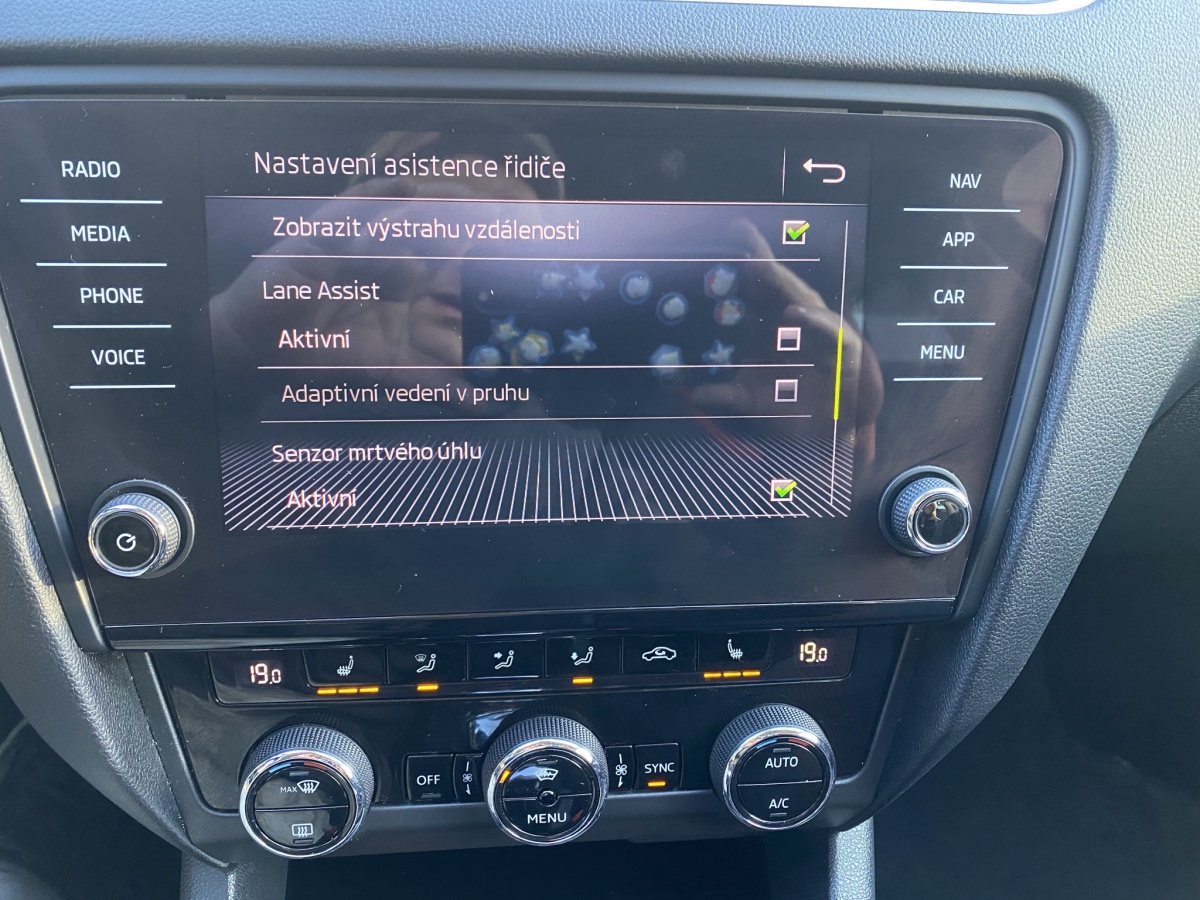 RADIO
MEDIA
PHONE
VOICE
Nastavení asistence řidiče
Zobrazit výstrahu vzdálenosti
Lane Assist
Aktivní
Adaptivní vedení v pruhu
Senzor mrtvého úhlu
Aktivní
NAV
APP
CAR
MENU
19.0
19.0
MAX
OFF
MENU
SYNC
AUTO
A/C